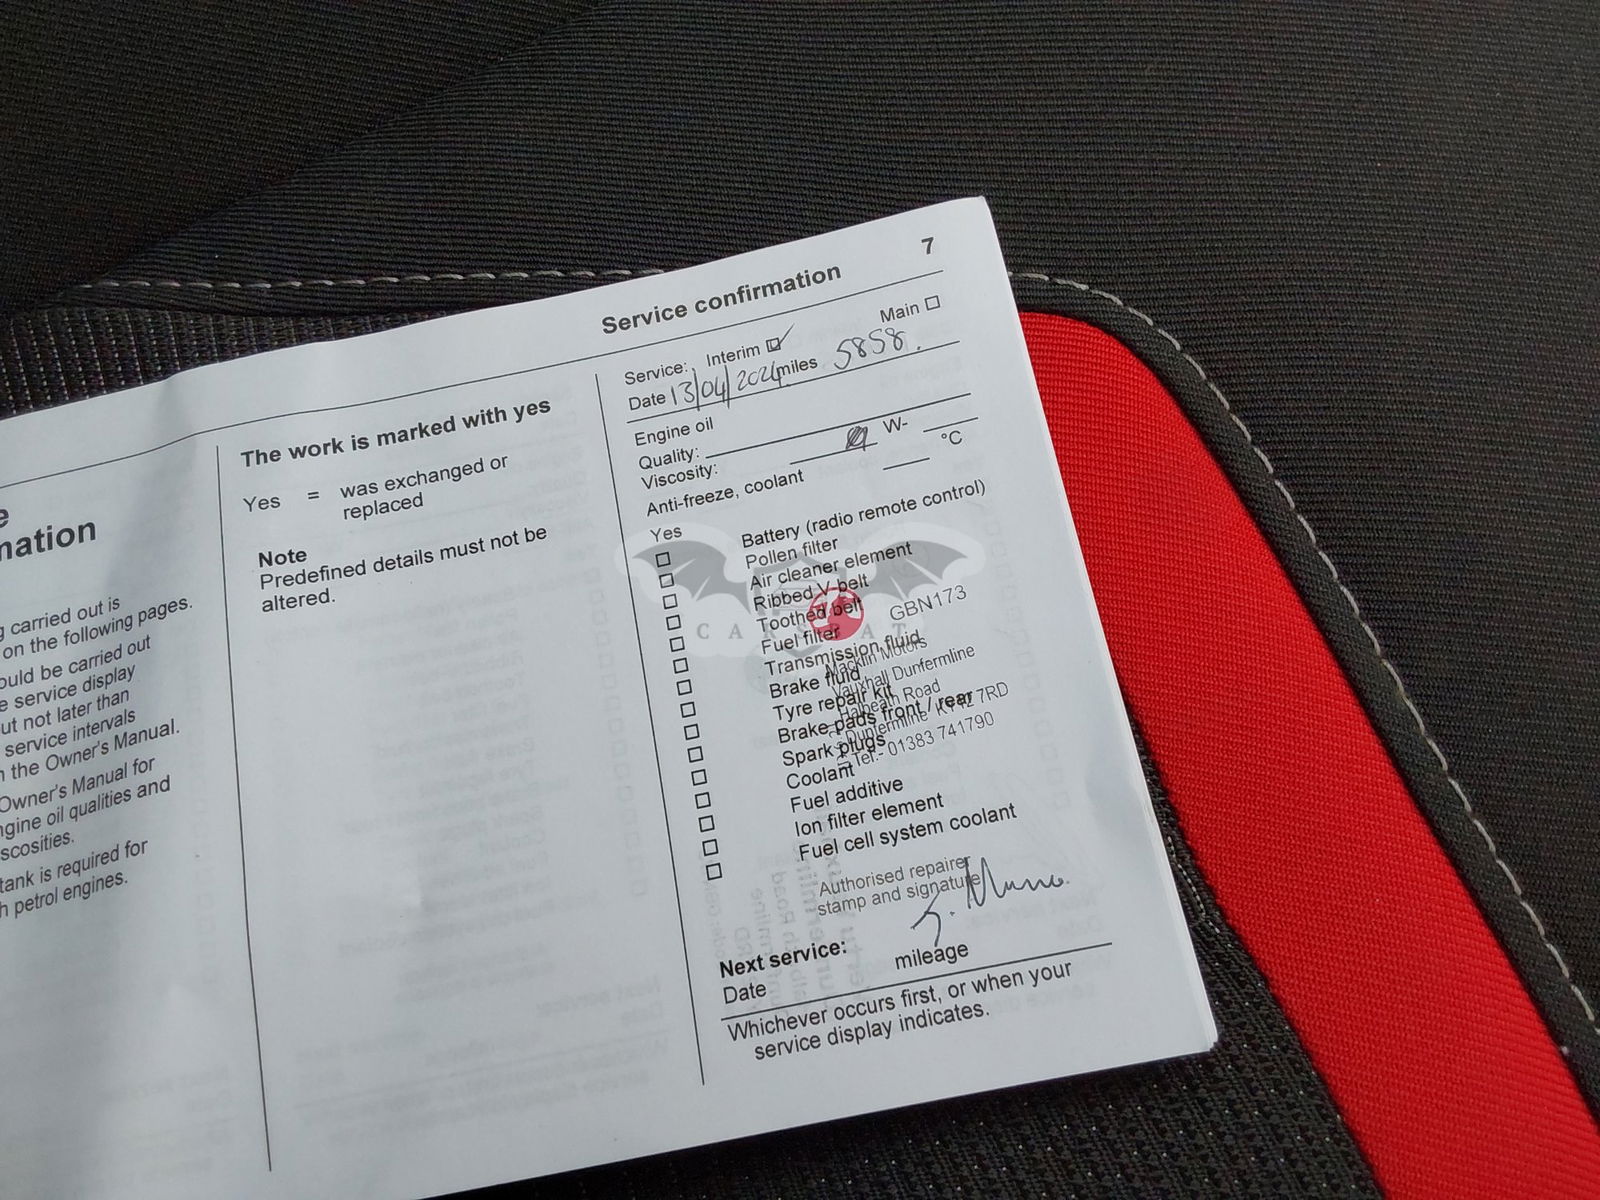 7
Service confirmation
e
mation
g carried out is
on the following pages.
ould be carried out
e service display
ut not later than
service intervals
n the Owner's Manual.
Owner's Manual for
ngine oil qualities and
scosities.
tank is required for
h petrol engines.
The work is marked with yes
Yes = was exchanged or
replaced
Note
Predefined details must not be
altered.
Service: Interim Main
Date 13/04/2024 miles 5858.
Engine oil
Quality:
Viscosity: W-
Anti-freeze, coolant °C
Yes
Battery (radio remote control)
Pollen filter
Air cleaner element
Ribbed V-belt
Toothed belt
Fuel filter
Transmission fluid
Brake fluid
Tyre repair kit
Brake pads front / rear
Spark plugs
Coolant
Fuel additive
Ion filter element
Fuel cell system coolant
GBN173
Macklin Motors
Vauxhall Dunfermline
Halbeath Road
Dunfermline KY12 7RD
Tel:- 01383 741790
CARSBAT
Authorised repairer
stamp and signature
Next service:
Date mileage
Whichever occurs first, or when your
service display indicates.